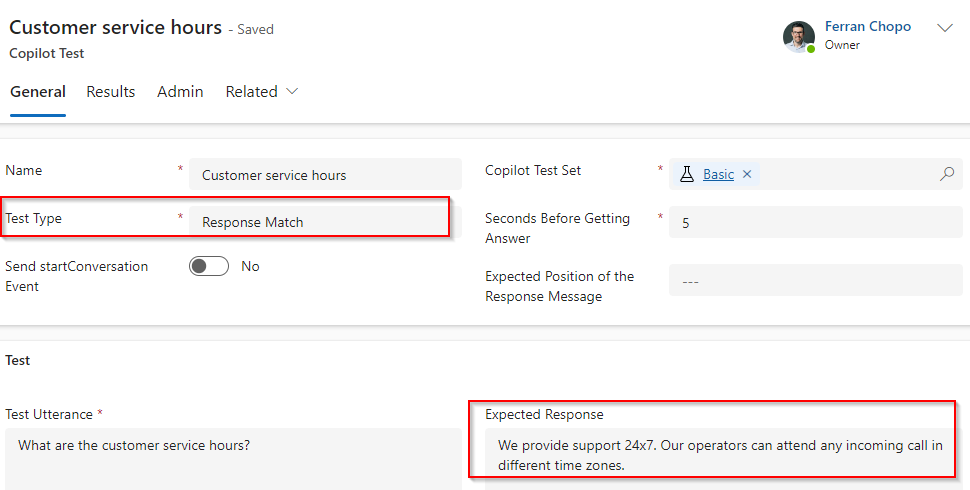 Customer service hours - Saved
Copilot Test
Ferran Chopo
Owner
General Results Admin Related
Name * Customer service hours
Copilot Test Set * Basic ×
Test Type * Response Match
Seconds Before Getting
Answer * 5
Send startConversation
Event No
Expected Position of the
Response Message ---
Test
Test Utterance *
What are the customer service hours?
Expected Response
We provide support 24x7. Our operators can attend any incoming call in
different time zones.